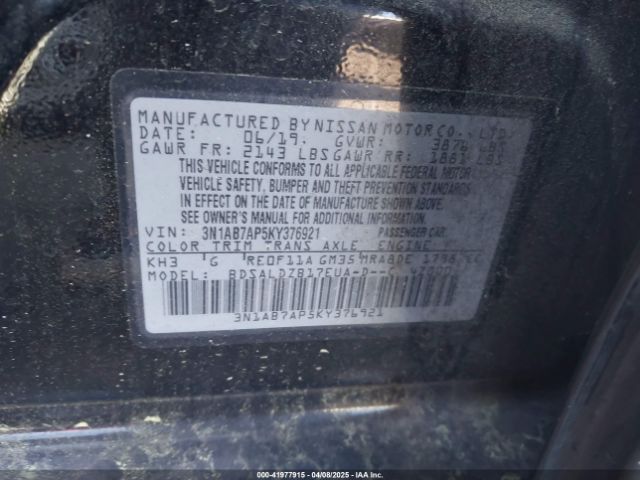 MANUFACTURED BY NISSAN MOTOR CO., LTD.
DATE: 06/19. GVWR: 3876 LBS
GAWR FR: 2143 LBS GAWR RR: 1881 LBS
THIS VEHICLE CONFORMS TO ALL APPLICABLE FEDERAL MOTOR
VEHICLE SAFETY, BUMPER AND THEFT PREVENTION STANDARDS
IN EFFECT ON THE DATE OF MANUFACTURE SHOWN ABOVE.
SEE OWNER'S MANUAL FOR ADDITIONAL INFORMATION.
VIN: 3N1AB7AP5KY376921 PASSENGER CAR.
COLOR TRIM TRANS AXLE ENGINE
KH3 G RE0F11A GM35 MRA8DE 1798 CC
MODEL: BDSALDZB17EUA-D--
3N1AB7AP5KY376921
000-41977915 - 04/08/2025 - IAA Inc.